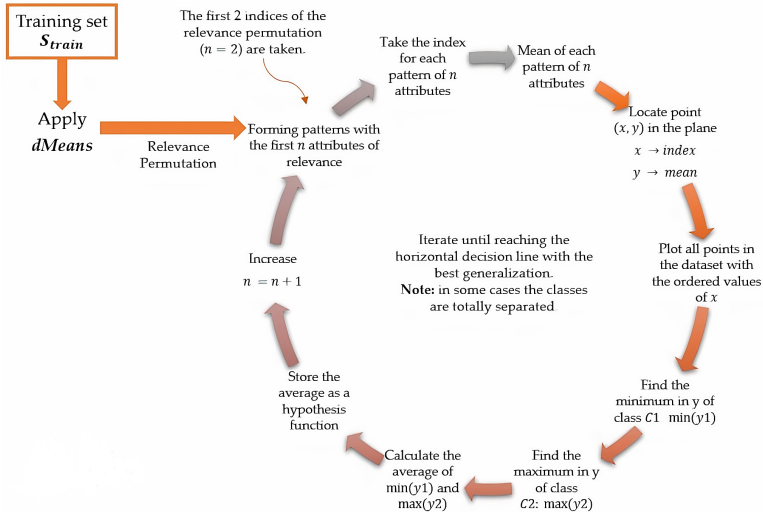 Training set
S_train
Apply
dMeans
Relevance
Permutation
The first 2 indices of the
relevance permutation
(n = 2) are taken.
Forming patterns with
the first n attributes of
relevance
Take the index
for each
pattern of n
attributes
Mean of each
pattern of n
attributes
Locate point
(x, y) in the plane
x → index
y → mean
Plot all points in
the dataset with
the ordered values
of x
Find the
minimum in y of
class C1 min(y1)
Find the
maximum in y
of class
C2: max(y2)
Calculate the
average of
min(y1) and
max(y2)
Store the
average as a
hypothesis
function
Increase
n = n + 1
Iterate until reaching the
horizontal decision line with the
best generalization.
Note: in some cases the classes
are totally separated